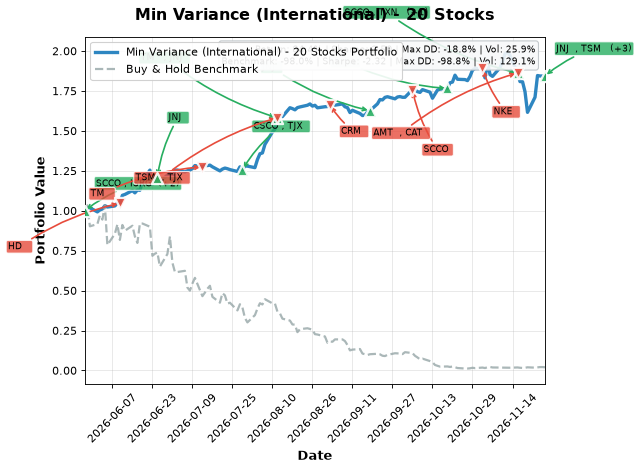 Min Variance (International) - 20 Stocks
JNJ , TSM (+3)
Min Variance (International) - 20 Stocks Portfolio
Buy & Hold Benchmark
Max DD: -18.8% | Vol: 25.9%
Max DD: -98.8% | Vol: 129.1%
2.00
1.75
1.50
1.25
1.00
0.75
0.50
0.25
0.00
Portfolio Value
NKE
JNJ
CSCO , TJX
CRM
AMT , CAT
SCCO
TSM , TJX
TM
HD
2026-06-07
2026-06-23
2026-07-09
2026-07-25
2026-08-10
2026-08-26
2026-09-11
2026-09-27
2026-10-13
2026-10-29
2026-11-14
Date